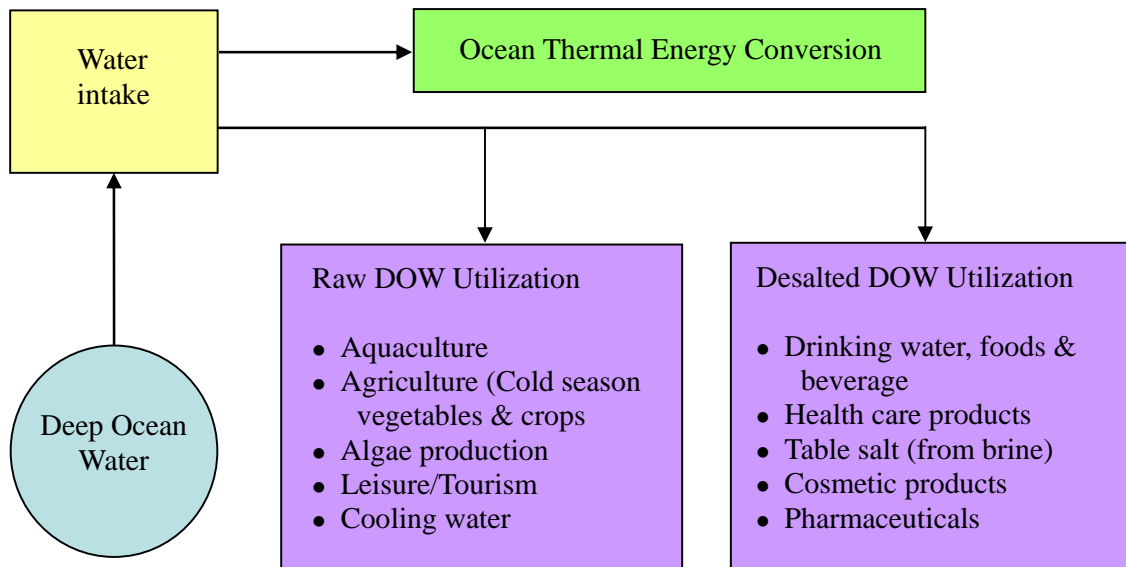 Water
intake
Ocean Thermal Energy Conversion
Deep Ocean
Water
Raw DOW Utilization
• Aquaculture
• Agriculture (Cold season
vegetables & crops
• Algae production
• Leisure/Tourism
• Cooling water
Desalted DOW Utilization
• Drinking water, foods &
beverage
• Health care products
• Table salt (from brine)
• Cosmetic products
• Pharmaceuticals